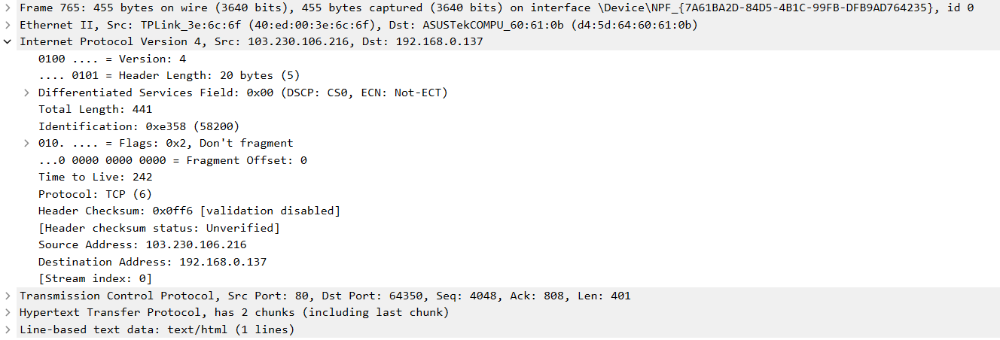 Frame 765: 455 bytes on wire (3640 bits), 455 bytes captured (3640 bits) on interface \Device\NPF_{7A61BA2D-84D5-4B1C-99FB-DFB9AD764235}, id 0
Ethernet II, Src: TPLink_3e:6c:6f (40:ed:00:3e:6c:6f), Dst: ASUSTekCOMPU_60:61:0b (d4:5d:64:60:61:0b)
Internet Protocol Version 4, Src: 103.230.106.216, Dst: 192.168.0.137
0100 .... = Version: 4
.... 0101 = Header Length: 20 bytes (5)
Differentiated Services Field: 0x00 (DSCP: CS0, ECN: Not-ECT)
Total Length: 441
Identification: 0xe358 (58200)
010. .... = Flags: 0x2, Don't fragment
...0 0000 0000 0000 = Fragment Offset: 0
Time to Live: 242
Protocol: TCP (6)
Header Checksum: 0x0ff6 [validation disabled]
[Header checksum status: Unverified]
Source Address: 103.230.106.216
Destination Address: 192.168.0.137
[Stream index: 0]
Transmission Control Protocol, Src Port: 80, Dst Port: 64350, Seq: 4048, Ack: 808, Len: 401
Hypertext Transfer Protocol, has 2 chunks (including last chunk)
Line-based text data: text/html (1 lines)